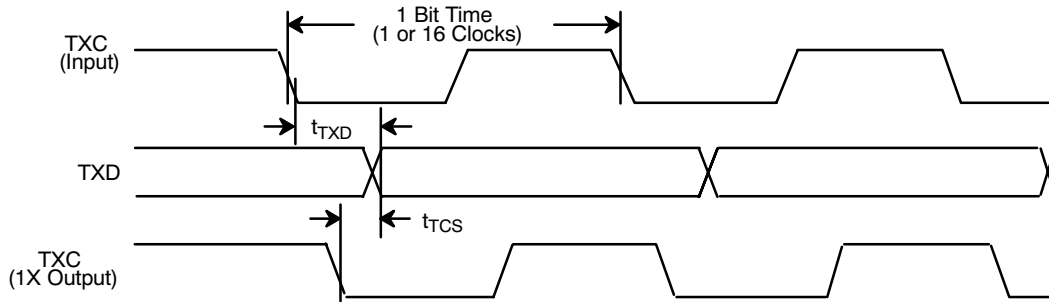 1 Bit Time
(1 or 16 Clocks)
TXC
(Input)
tTXD
TXD
tTCS
TXC
(1X Output)